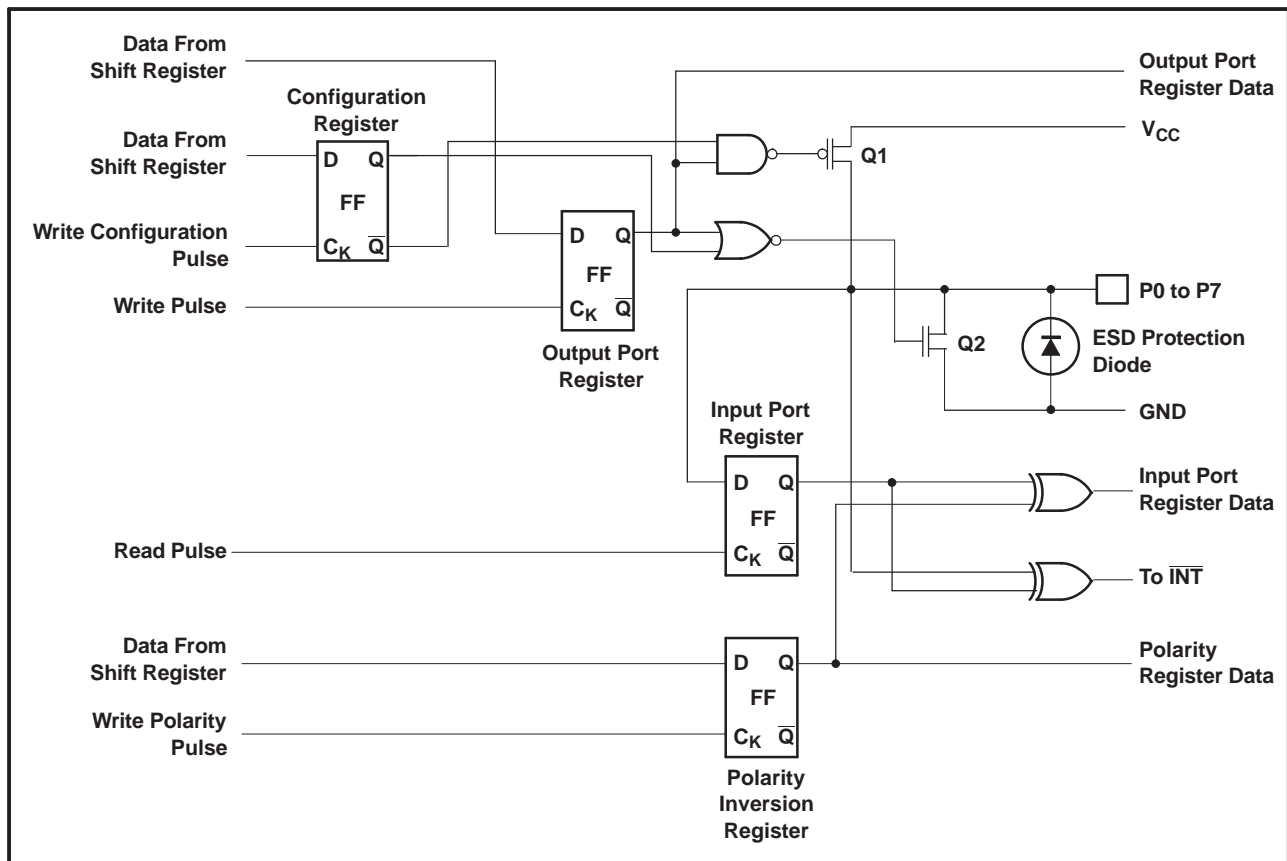 Data From
Shift Register
Configuration
Register
Data From
Shift Register
D Q
FF
CK Q̅
Write Configuration
Pulse
Write Pulse
D Q
FF
CK Q̅
Output Port
Register
Output Port
Register Data
VCC
Q1
P0 to P7
Q2
ESD Protection
Diode
GND
Input Port
Register
D Q
FF
CK Q̅
Read Pulse
Input Port
Register Data
To I̅N̅T̅
Data From
Shift Register
D Q
FF
CK Q̅
Write Polarity
Pulse
Polarity
Register Data
Polarity
Inversion
Register